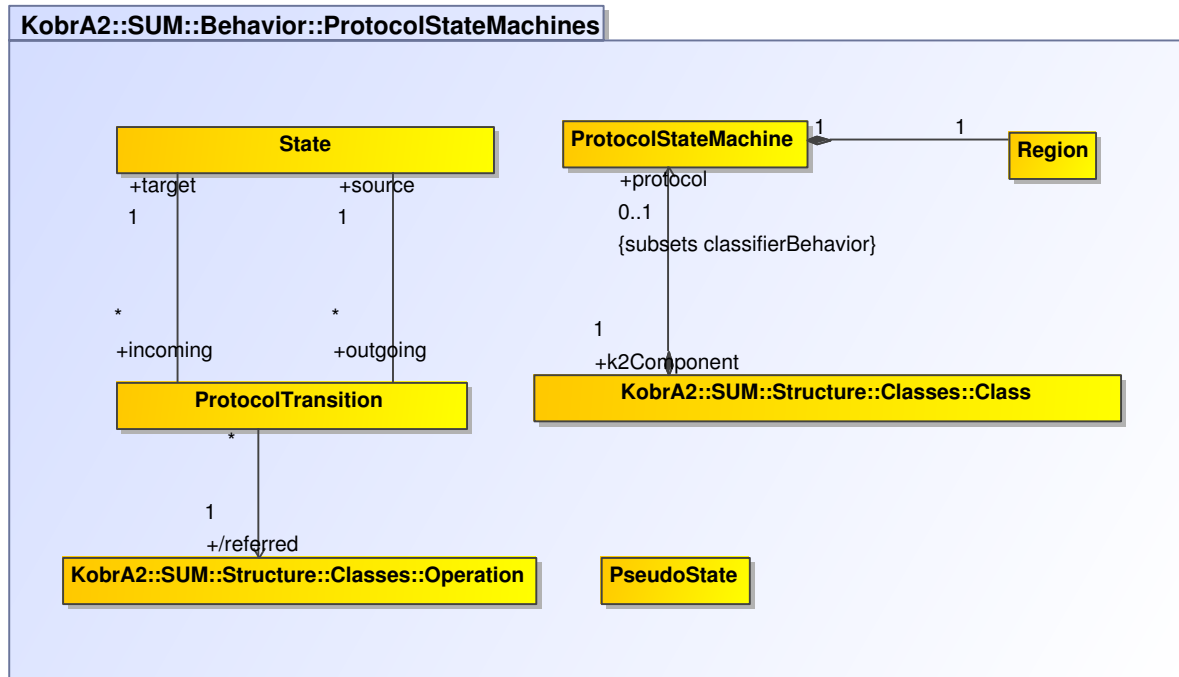 KobrA2::SUM::Behavior::ProtocolStateMachines
State
ProtocolStateMachine
1
1
Region
+target
+source
+protocol
1
1
0..1
{subsets classifierBehavior}
*
*
1
+incoming
+outgoing
+k2Component
ProtocolTransition
KobrA2::SUM::Structure::Classes::Class
*
1
+/referred
KobrA2::SUM::Structure::Classes::Operation
PseudoState